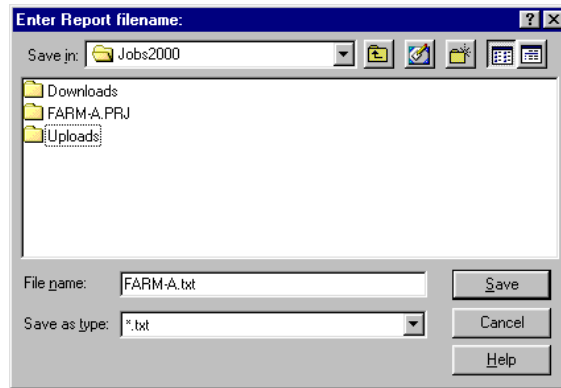 Enter Report filename:
Save in: Jobs2000
Downloads
FARM-A.PRJ
Uploads
File name: FARM-A.txt Save
Save as type: *.txt Cancel
Help